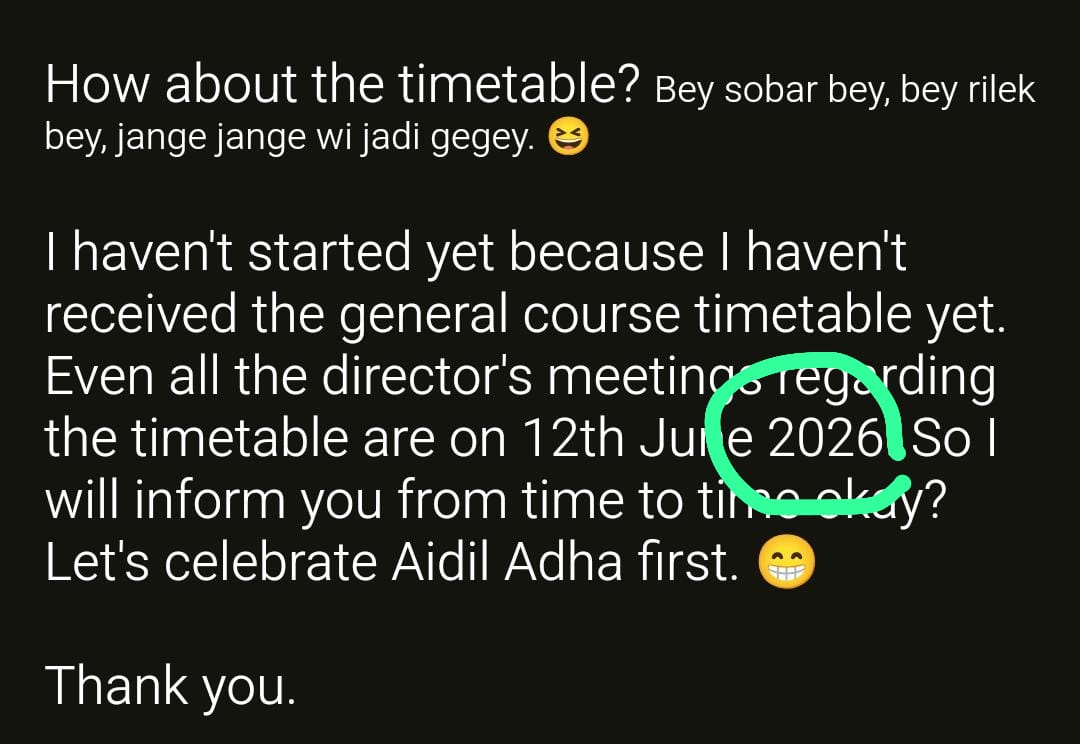 How about the timetable? Bey sobar bey, bey rilek
bey, jange jange wi jadi gegey. 😆
I haven't started yet because I haven't
received the general course timetable yet.
Even all the director's meetings regarding
the timetable are on 12th June 2026. So I
will inform you from time to time okay?
Let's celebrate Aidil Adha first. 😁
Thank you.